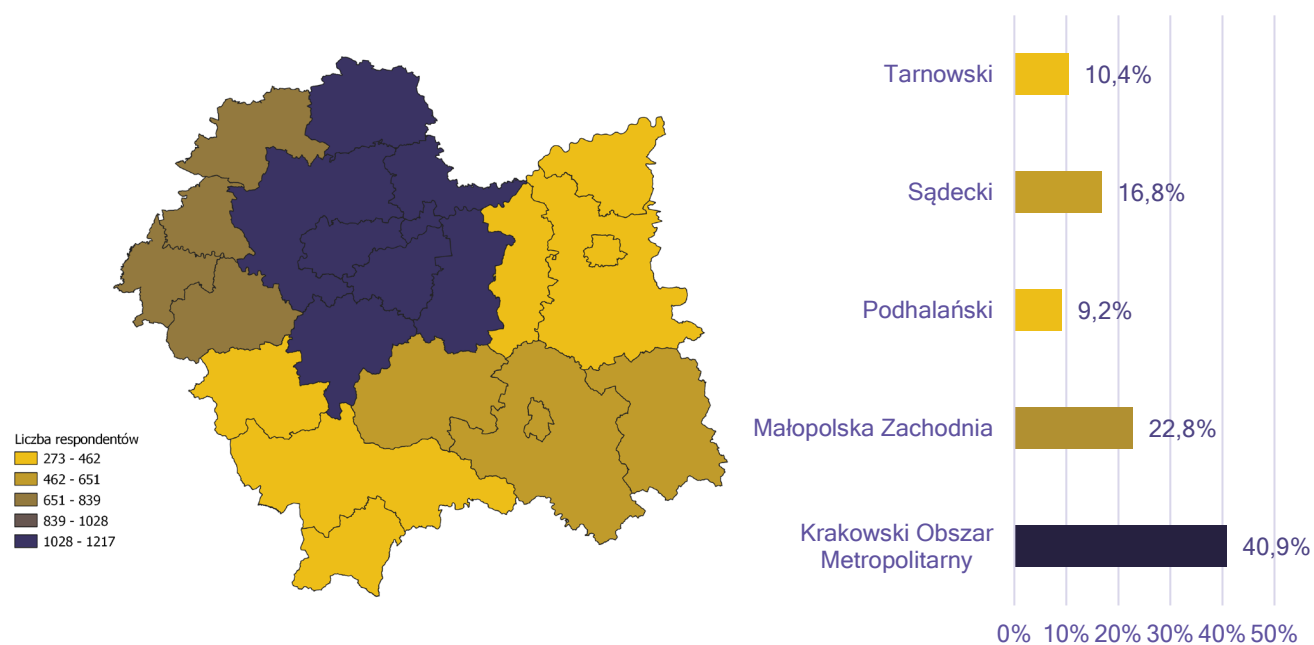 Liczba respondentów
273 - 462
462 - 651
651 - 839
839 - 1028
1028 - 1217
Tarnowski
10,4%
Sądecki
16,8%
Podhalański
9,2%
Małopolska Zachodnia
22,8%
Krakowski Obszar
Metropolitarny
40,9%
0% 10% 20% 30% 40% 50%